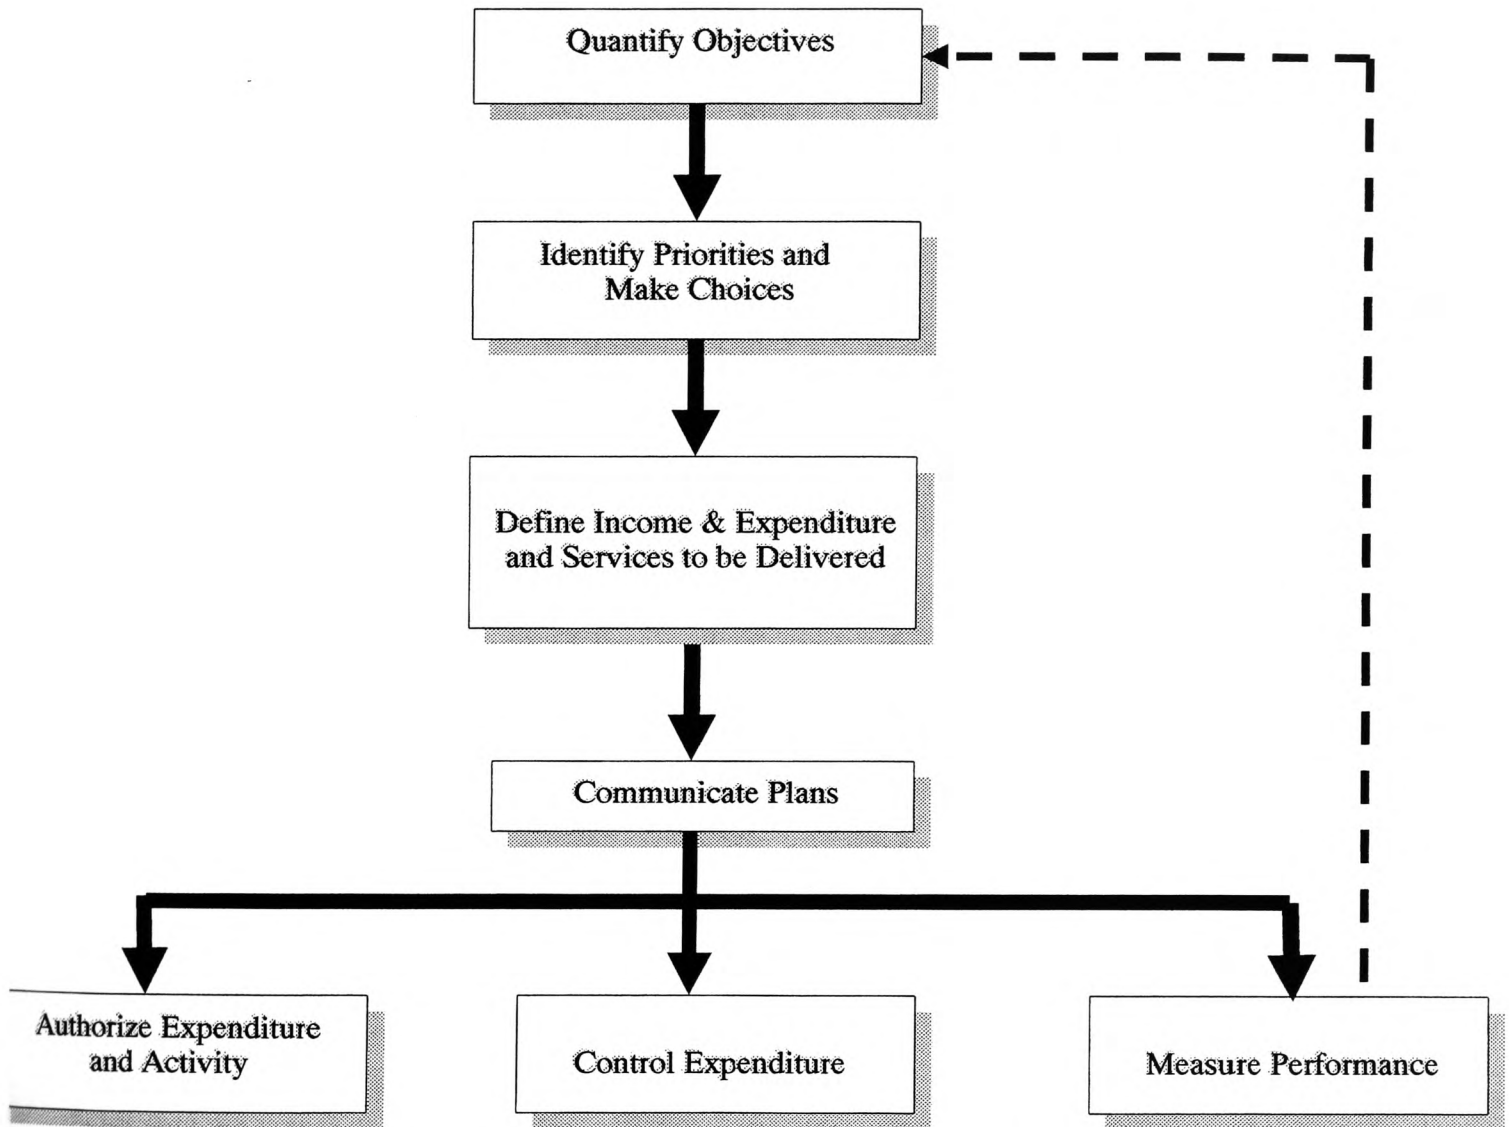 Quantify Objectives
Identify Priorities and
Make Choices
Define Income & Expenditure
and Services to be Delivered
Communicate Plans
Authorize Expenditure
and Activity
Control Expenditure
Measure Performance